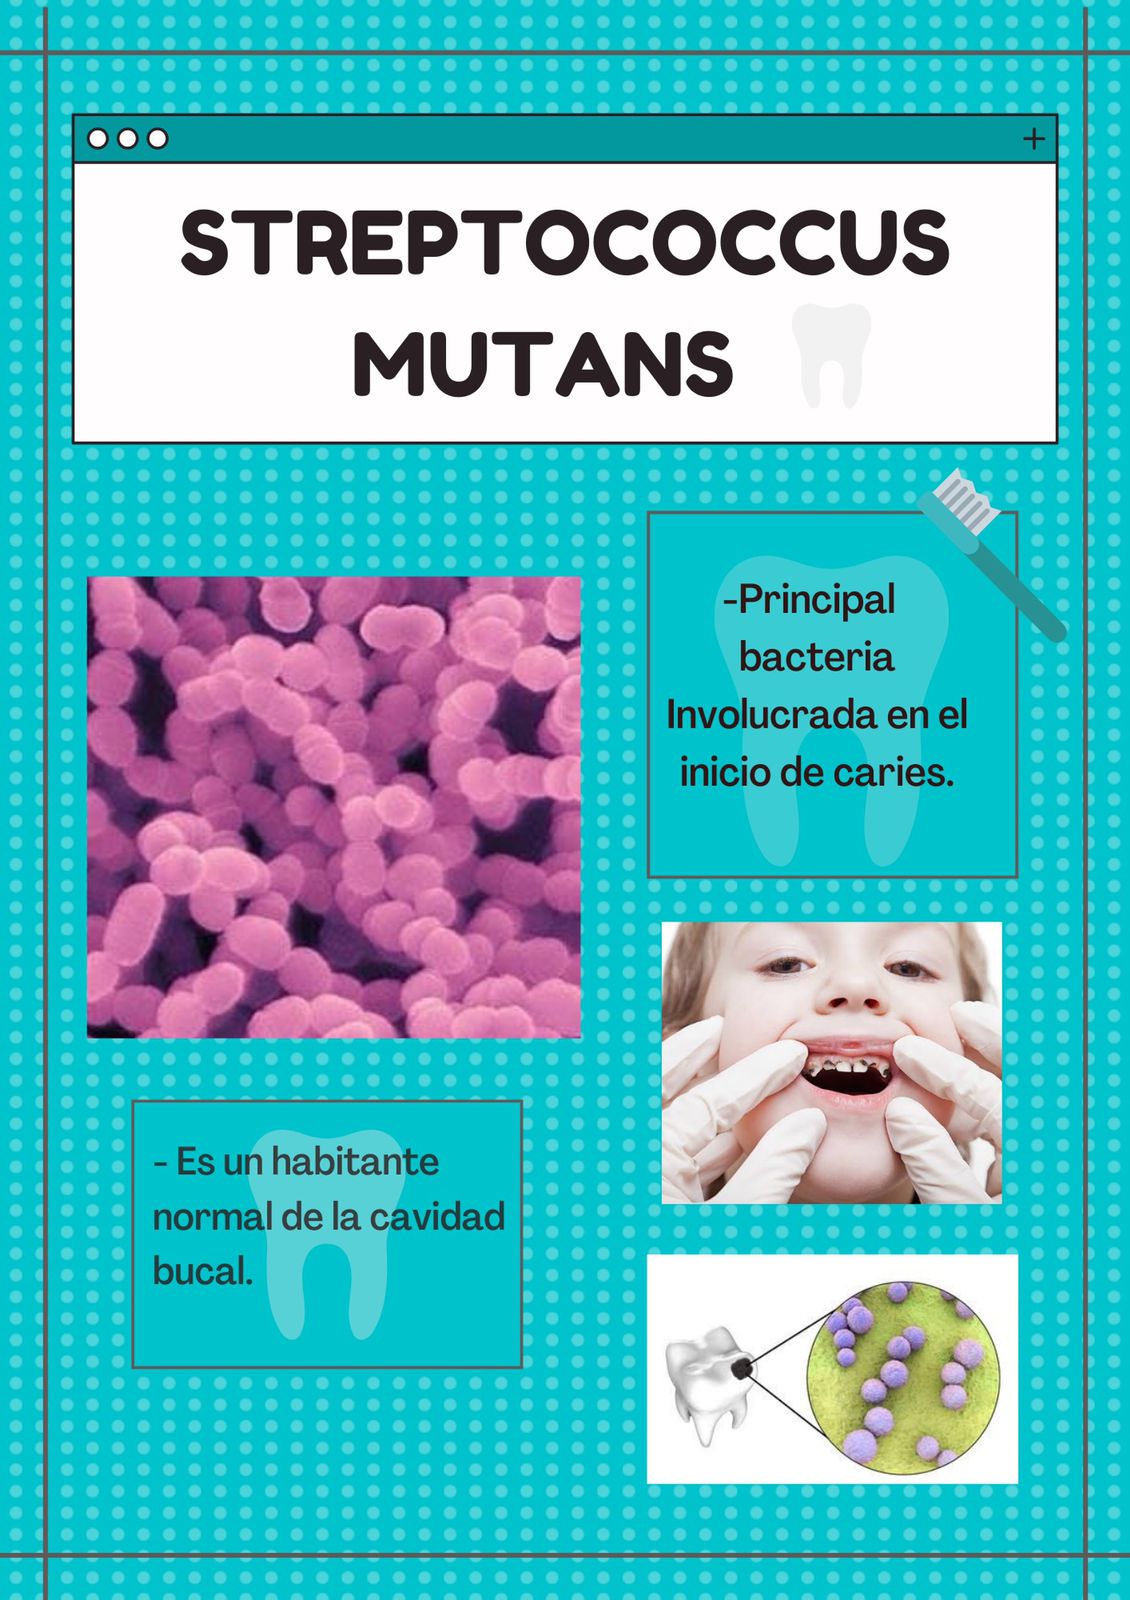 STREPTOCOCCUS
MUTANS
-Principal
bacteria
Involucrada en el
inicio de caries.
- Es un habitante
normal de la cavidad
bucal.